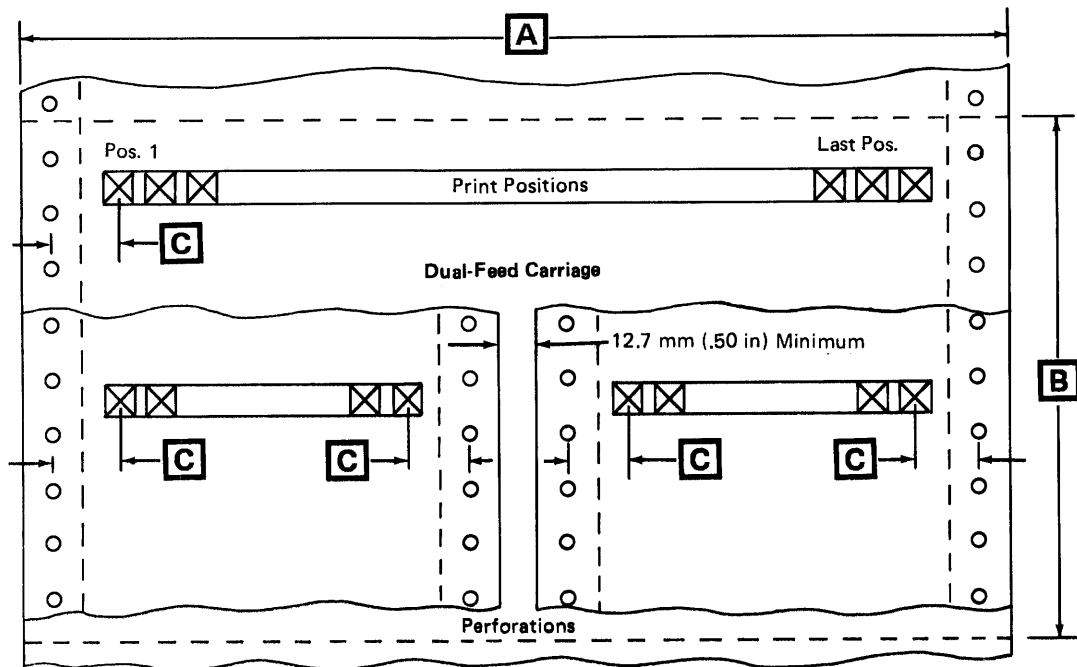 A
Pos. 1
Last Pos.
Print Positions
C
Dual-Feed Carriage
12.7 mm (.50 in) Minimum
B
C
C
C
C
Perforations